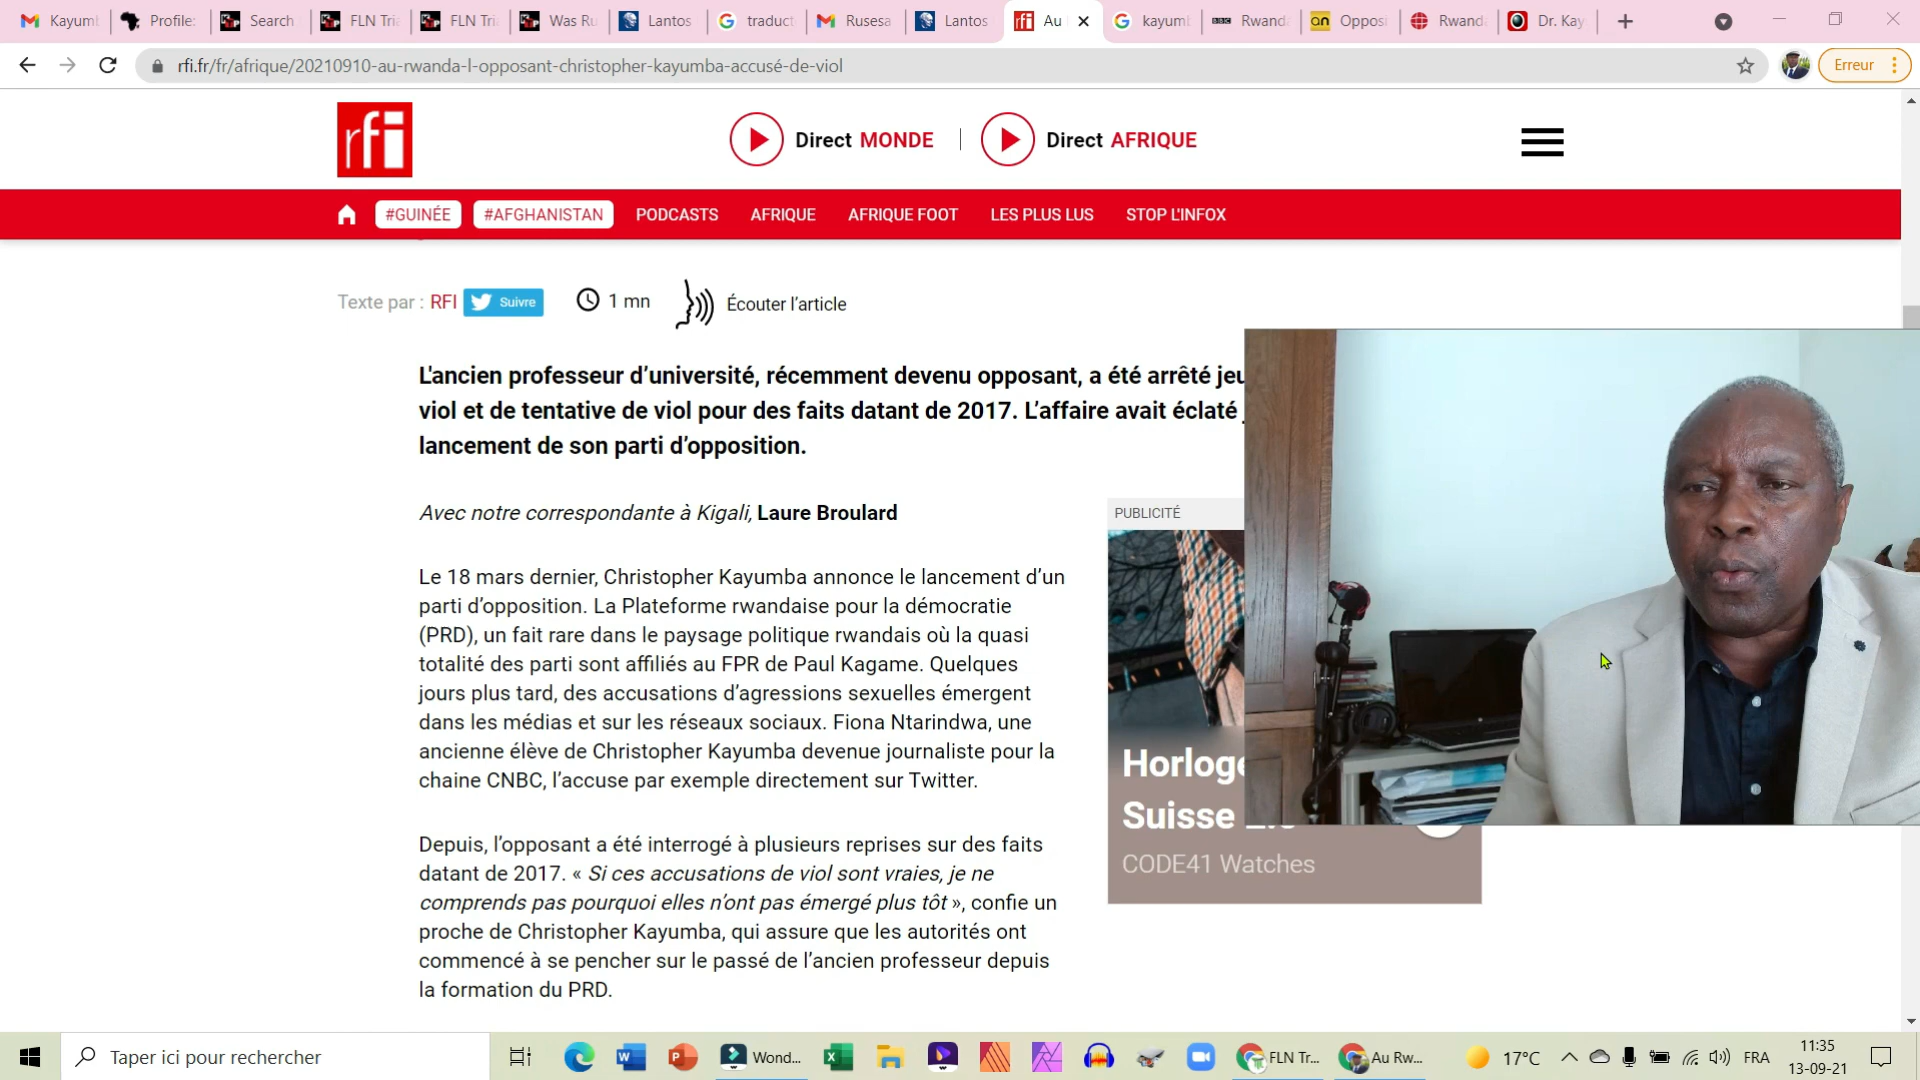 Kayumb
Profile:
Search
FLN Tria
FLN Tria
Was Ru
Lantos
traducti
Rusesa
Lantos
Au
kayumb
BBC Rwanda
an Opposi
Rwanda
Dr. Kay
rfi.fr/fr/afrique/20210910-au-rwanda-l-opposant-christopher-kayumba-accusé-de-viol
Erreur
rfi
Direct MONDE
Direct AFRIQUE
#GUINÉE
#AFGHANISTAN
PODCASTS
AFRIQUE
AFRIQUE FOOT
LES PLUS LUS
STOP L'INFOX
Texte par : RFI Suivre
1 mn
Écouter l'article
L'ancien professeur d'université, récemment devenu opposant, a été arrêté
viol et de tentative de viol pour des faits datant de 2017. L'affaire avait éclaté
lancement de son parti d'opposition.
Avec notre correspondante à Kigali, Laure Broulard
Le 18 mars dernier, Christopher Kayumba annonce le lancement d'un
parti d'opposition. La Plateforme rwandaise pour la démocratie
(PRD), un fait rare dans le paysage politique rwandais où la quasi
totalité des parti sont affiliés au FPR de Paul Kagame. Quelques
jours plus tard, des accusations d'agressions sexuelles émergent
dans les médias et sur les réseaux sociaux. Fiona Ntarindwa, une
ancienne élève de Christopher Kayumba devenue journaliste pour la
chaine CNBC, l'accuse par exemple directement sur Twitter.
Depuis, l'opposant a été interrogé à plusieurs reprises sur des faits
datant de 2017. « Si ces accusations de viol sont vraies, je ne
comprends pas pourquoi elles n'ont pas émergé plus tôt », confie un
proche de Christopher Kayumba, qui assure que les autorités ont
commencé à se pencher sur le passé de l'ancien professeur depuis
la formation du PRD.
PUBLICITÉ
Horloge
Suisse
CODE41 Watches
Taper ici pour rechercher
Wond...
FLN Tr...
Au Rw...
17°C
FRA
11:35
13-09-21